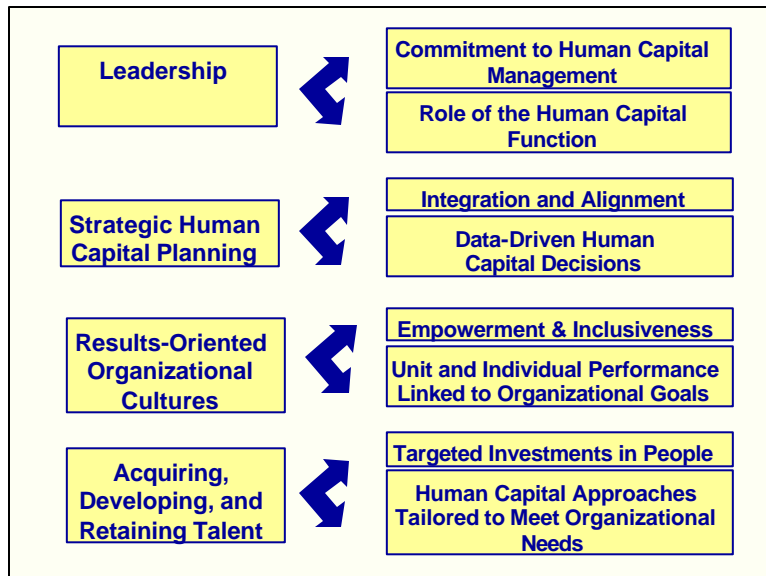 Leadership
Commitment to Human Capital
Management
Role of the Human Capital
Function
Strategic Human
Capital Planning
Integration and Alignment
Data-Driven Human
Capital Decisions
Results-Oriented
Organizational
Cultures
Empowerment & Inclusiveness
Unit and Individual Performance
Linked to Organizational Goals
Acquiring,
Developing, and
Retaining Talent
Targeted Investments in People
Human Capital Approaches
Tailored to Meet Organizational
Needs